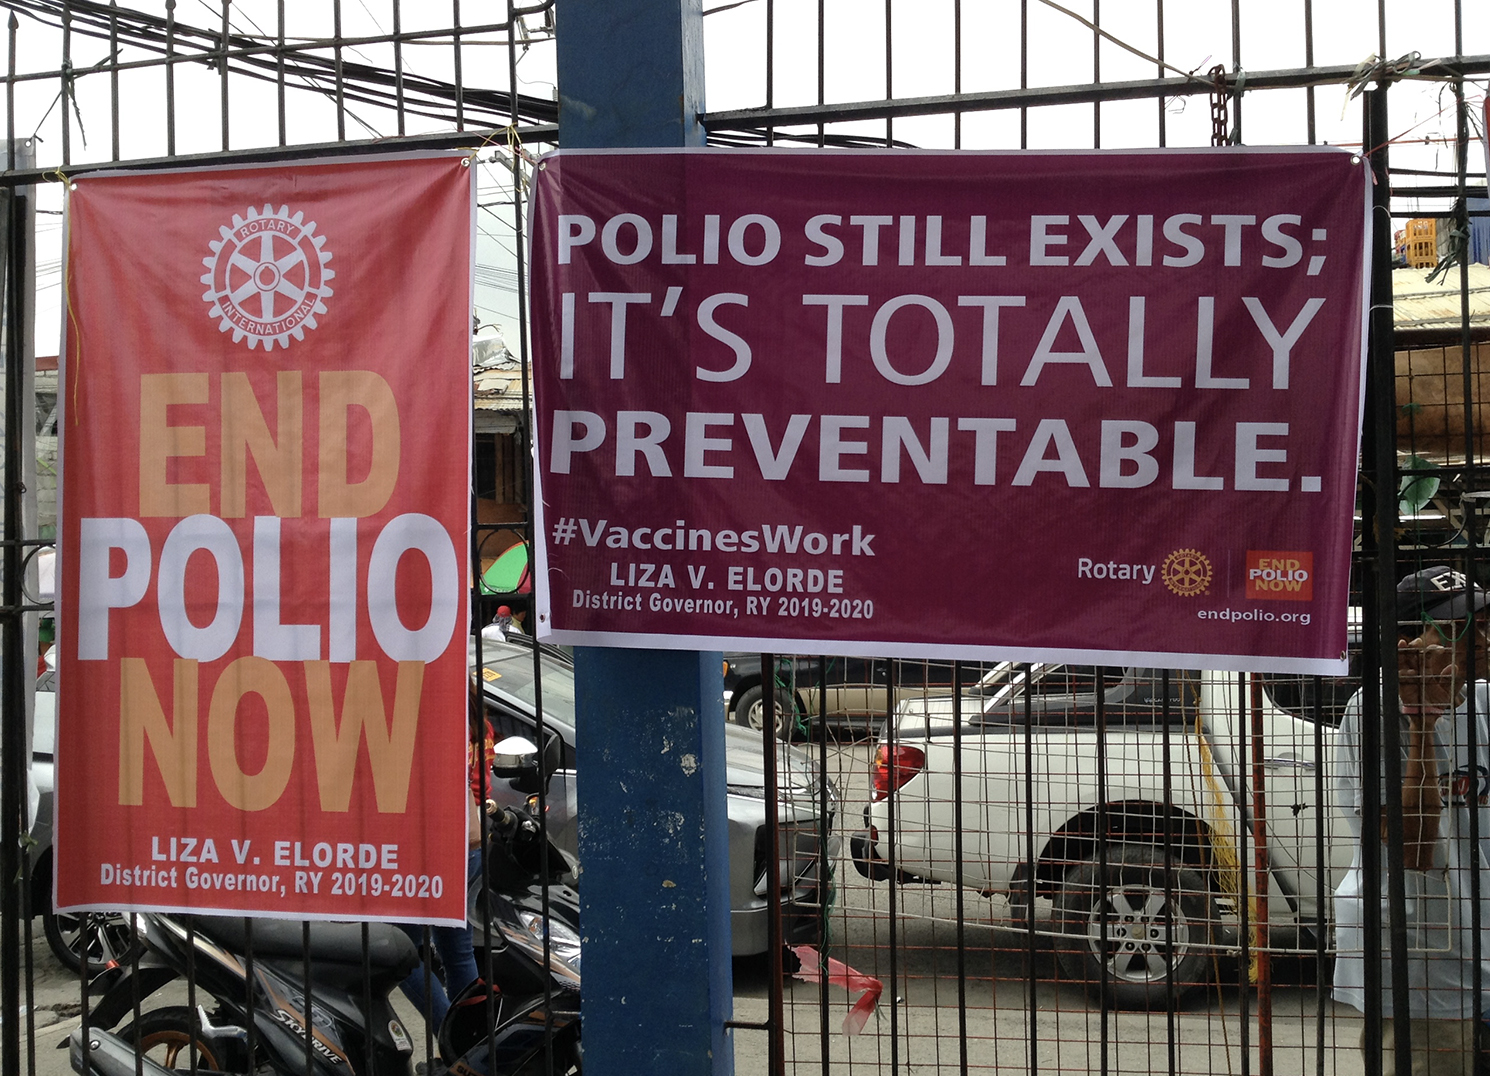 ROTARY
INTERNATIONAL
END
POLIO
NOW
LIZA V. ELORDE
District Governor, RY 2019-2020
POLIO STILL EXISTS;
IT'S TOTALLY
PREVENTABLE.
#VaccinesWork
LIZA V. ELORDE
District Governor, RY 2019-2020
Rotary
END
POLIO
NOW
endpolio.org
SKYDRIVE